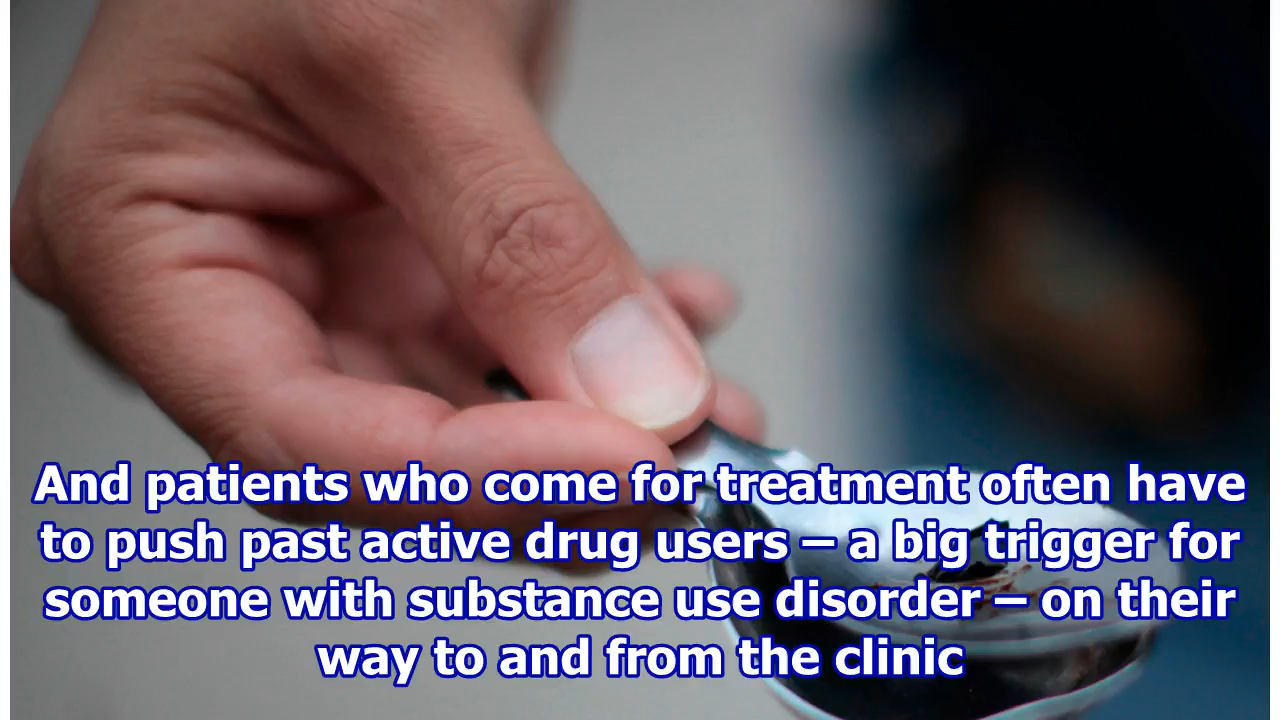 And patients who come for treatment often have
to push past active drug users – a big trigger for
someone with substance use disorder – on their
way to and from the clinic